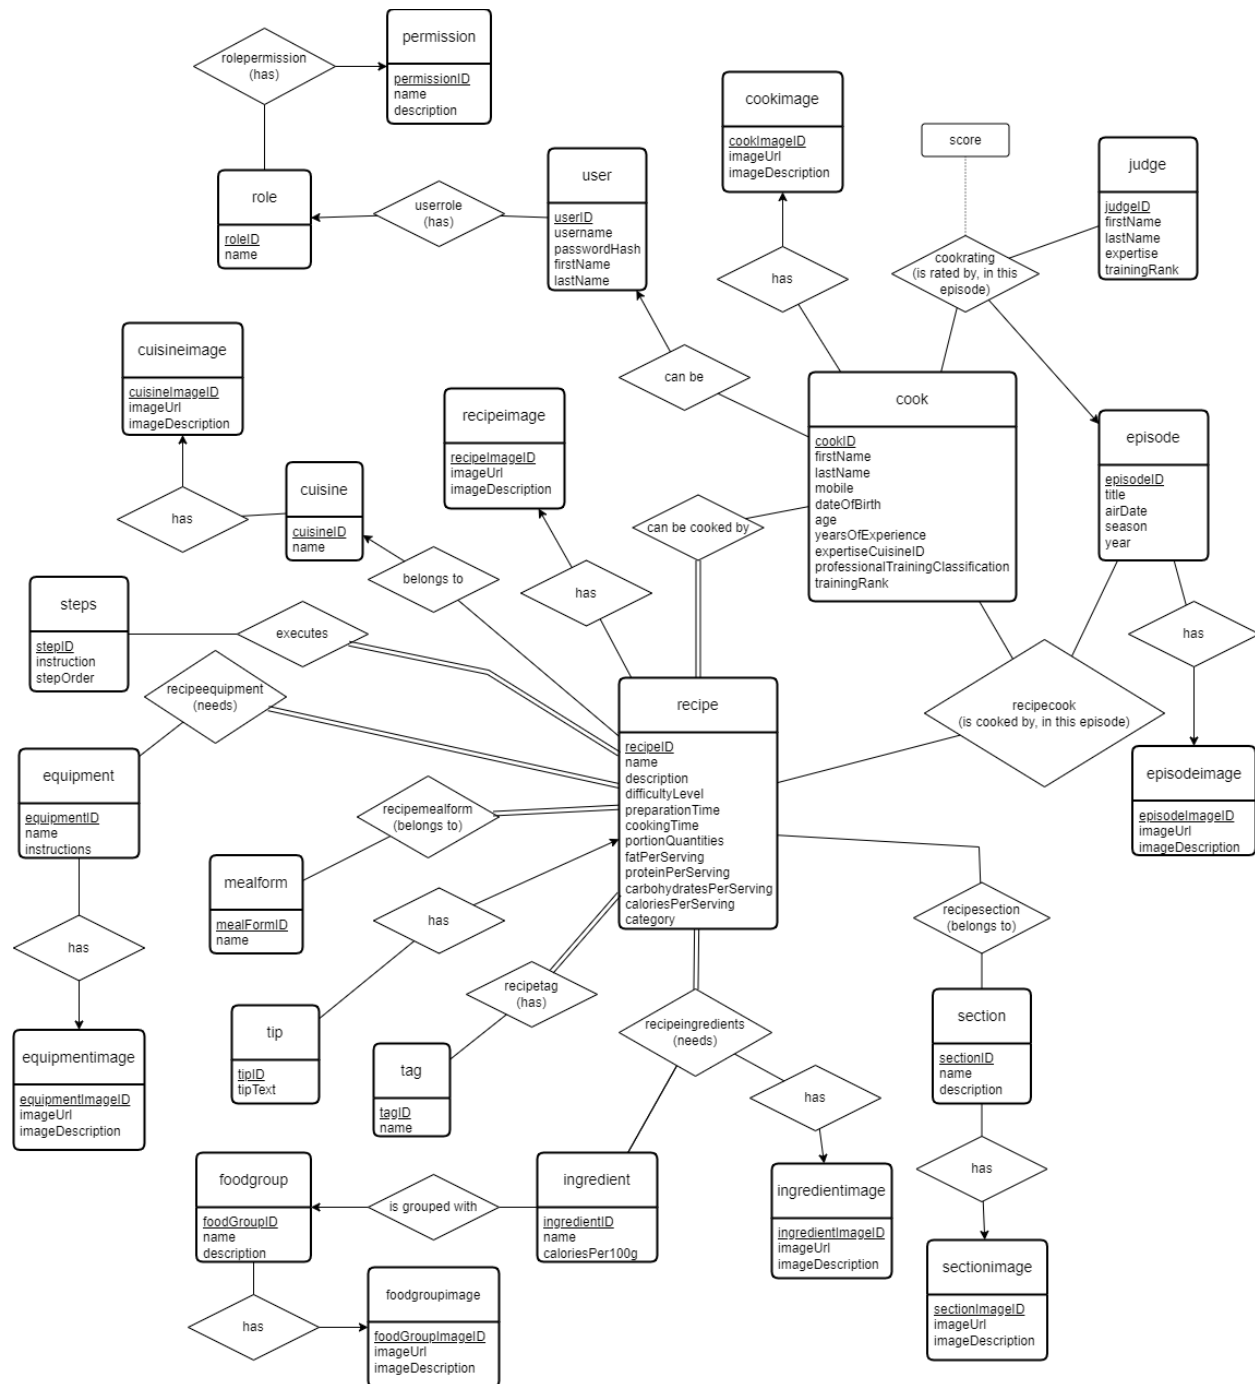 permission
permissionID
name
description
rolepermission
(has)
role
roleID
name
userrole
(has)
user
userID
username
passwordHash
firstName
lastName
cookimage
cookImageID
imageUrl
imageDescription
score
judge
judgeID
firstName
lastName
expertise
trainingRank
cookrating
(is rated by, in this
episode)
has
can be
cuisineimage
cuisineImageID
imageUrl
imageDescription
recipeimage
recipeImageID
imageUrl
imageDescription
cook
cookID
firstName
lastName
mobile
dateOfBirth
age
yearsOfExperience
expertiseCuisineID
professionalTrainingClassification
trainingRank
episode
episodeID
title
airDate
season
year
has
cuisine
cuisineID
name
can be cooked by
belongs to
has
steps
stepID
instruction
stepOrder
executes
has
recipeequipment
(needs)
recipe
recipeID
name
description
difficultyLevel
preparationTime
cookingTime
portionQuantities
fatPerServing
proteinPerServing
carbohydratesPerServing
caloriesPerServing
category
recipecook
(is cooked by, in this episode)
equipment
equipmentID
name
instructions
episodeimage
episodeImageID
imageUrl
imageDescription
recipemealform
(belongs to)
mealform
mealFormID
name
has
has
recipesection
(belongs to)
recipetag
(has)
tip
tipID
tipText
recipeingredients
(needs)
section
sectionID
name
description
equipmentimage
equipmentImageID
imageUrl
imageDescription
tag
tagID
name
has
has
foodgroup
foodGroupID
name
description
is grouped with
ingredient
ingredientID
name
caloriesPer100g
ingredientimage
ingredientImageID
imageUrl
imageDescription
sectionimage
sectionImageID
imageUrl
imageDescription
has
foodgroupimage
foodGroupImageID
imageUrl
imageDescription